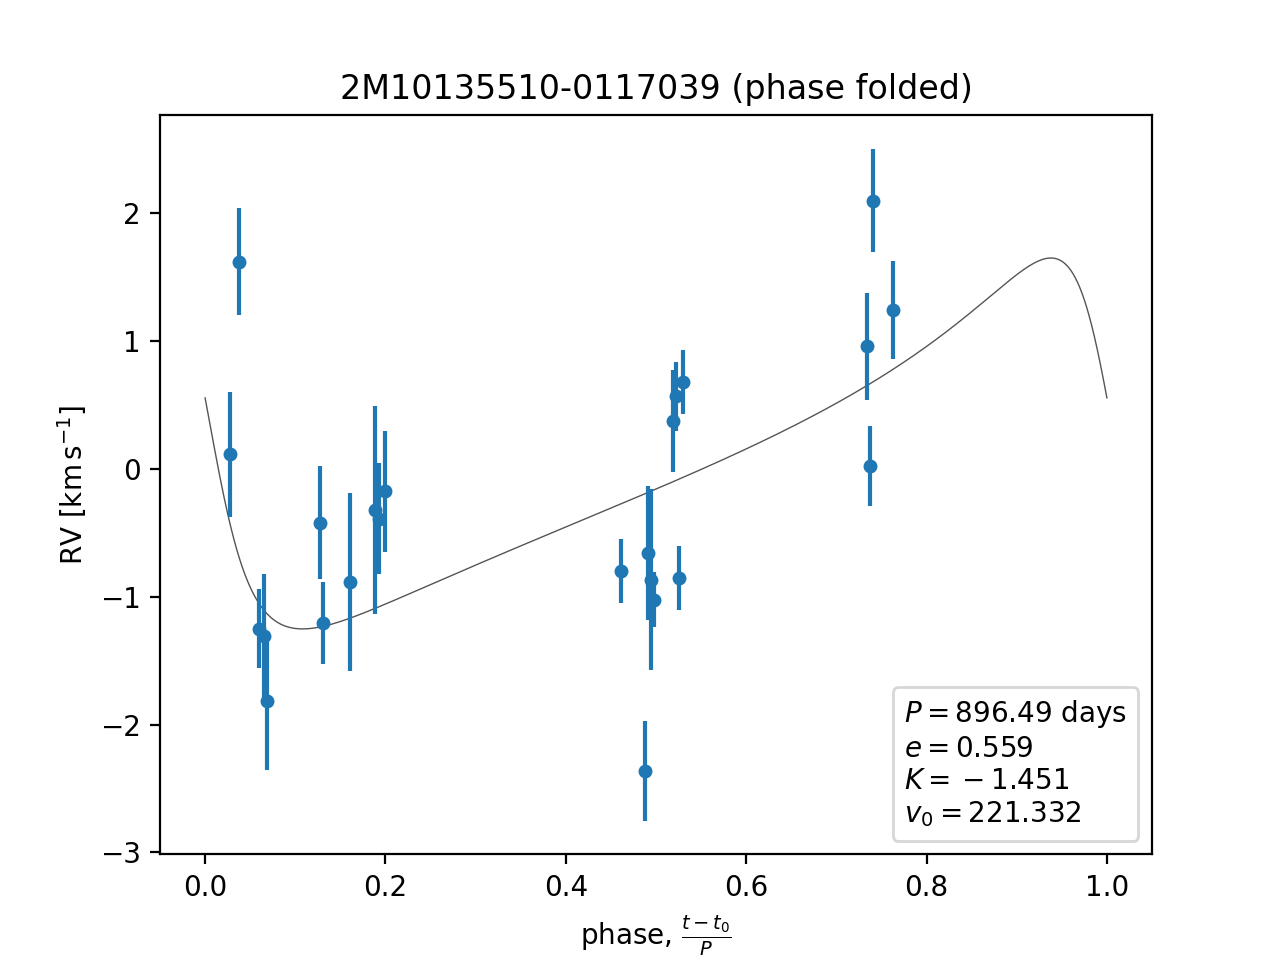 2M10135510-0117039 (phase folded)
RV [km s⁻¹]
2
1
0
−1
−2
−3
P = 896.49 days
e = 0.559
K = −1.451
v₀ = 221.332
0.0 0.2 0.4 0.6 0.8 1.0
phase, (t − t₀)/P